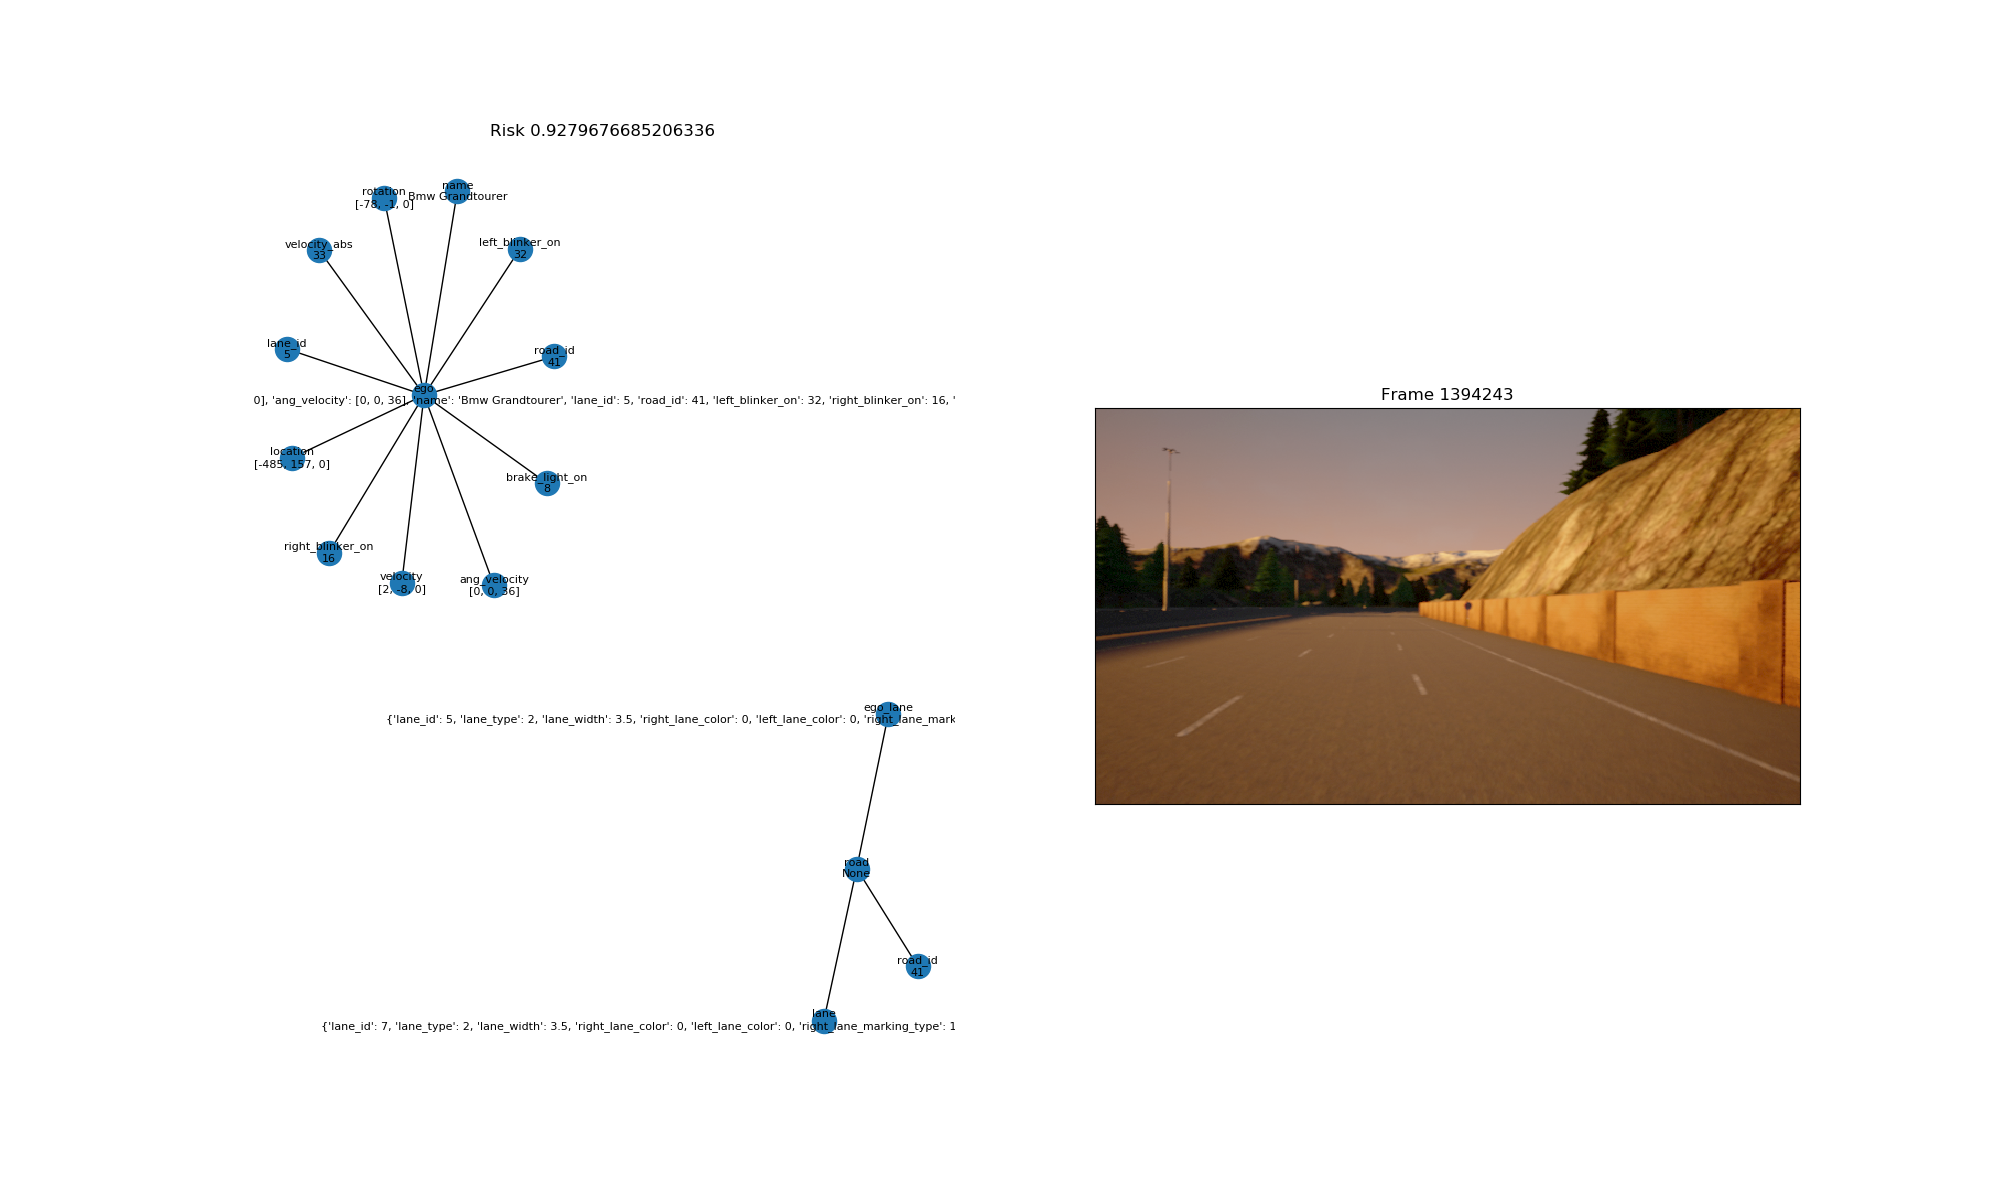 Risk 0.9279676685206336
rotation
[-78, -1, 0]
name
Bmw Grandtourer
velocity_abs
33
left_blinker_on
32
lane_id
5
road_id
41
ego
0], 'ang_velocity': [0, 0, 36], 'name': 'Bmw Grandtourer', 'lane_id': 5, 'road_id': 41, 'left_blinker_on': 32, 'right_blinker_on': 16, '
location
[-485, 157, 0]
brake_light_on
8
right_blinker_on
16
velocity
[2, -8, 0]
ang_velocity
[0, 0, 36]
ego_lane
{'lane_id': 5, 'lane_type': 2, 'lane_width': 3.5, 'right_lane_color': 0, 'left_lane_color': 0, 'right_lane_mark
road
None
road_id
41
lane
{'lane_id': 7, 'lane_type': 2, 'lane_width': 3.5, 'right_lane_color': 0, 'left_lane_color': 0, 'right_lane_marking_type': 1
Frame 1394243